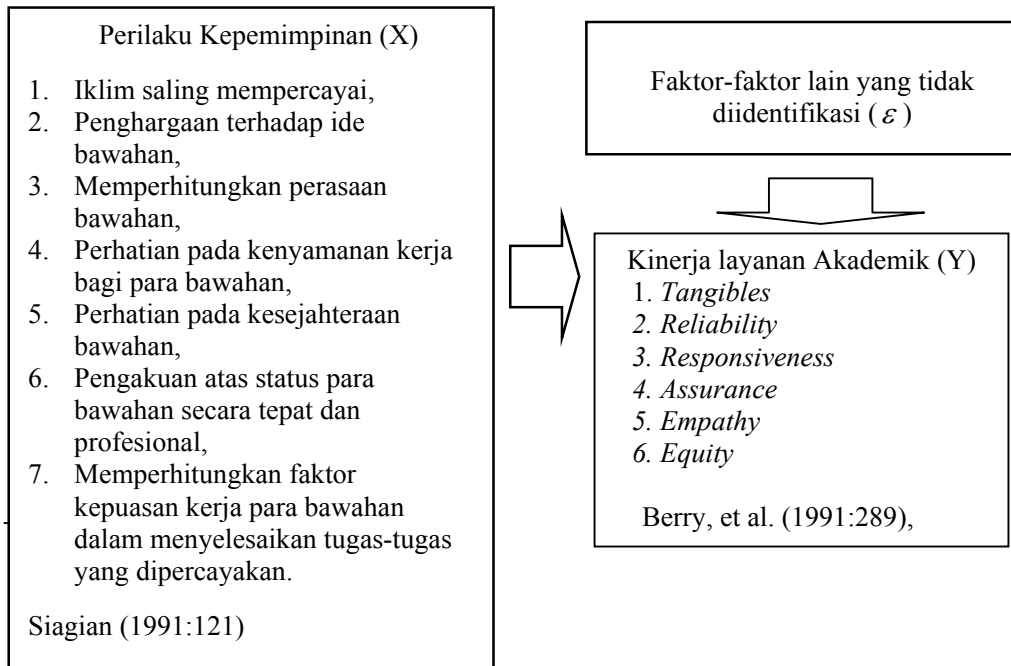 Perilaku Kepemimpinan (X)
1. Iklim saling mempercayai,
2. Penghargaan terhadap ide
bawahan,
3. Memperhitungkan perasaan
bawahan,
4. Perhatian pada kenyamanan kerja
bagi para bawahan,
5. Perhatian pada kesejahteraan
bawahan,
6. Pengakuan atas status para
bawahan secara tepat dan
profesional,
7. Memperhitungkan faktor
kepuasan kerja para bawahan
dalam menyelesaikan tugas-tugas
yang dipercayakan.
Siagian (1991:121)
Faktor-faktor lain yang tidak
diidentifikasi ( ε )
Kinerja layanan Akademik (Y)
1. Tangibles
2. Reliability
3. Responsiveness
4. Assurance
5. Empathy
6. Equity
Berry, et al. (1991:289),